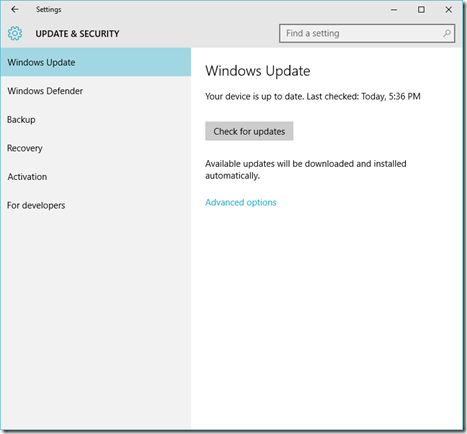 Settings
UPDATE & SECURITY
Find a setting
Windows Update
Windows Defender
Backup
Recovery
Activation
For developers
Windows Update
Your device is up to date. Last checked: Today, 5:36 PM
Check for updates
Available updates will be downloaded and installed
automatically.
Advanced options